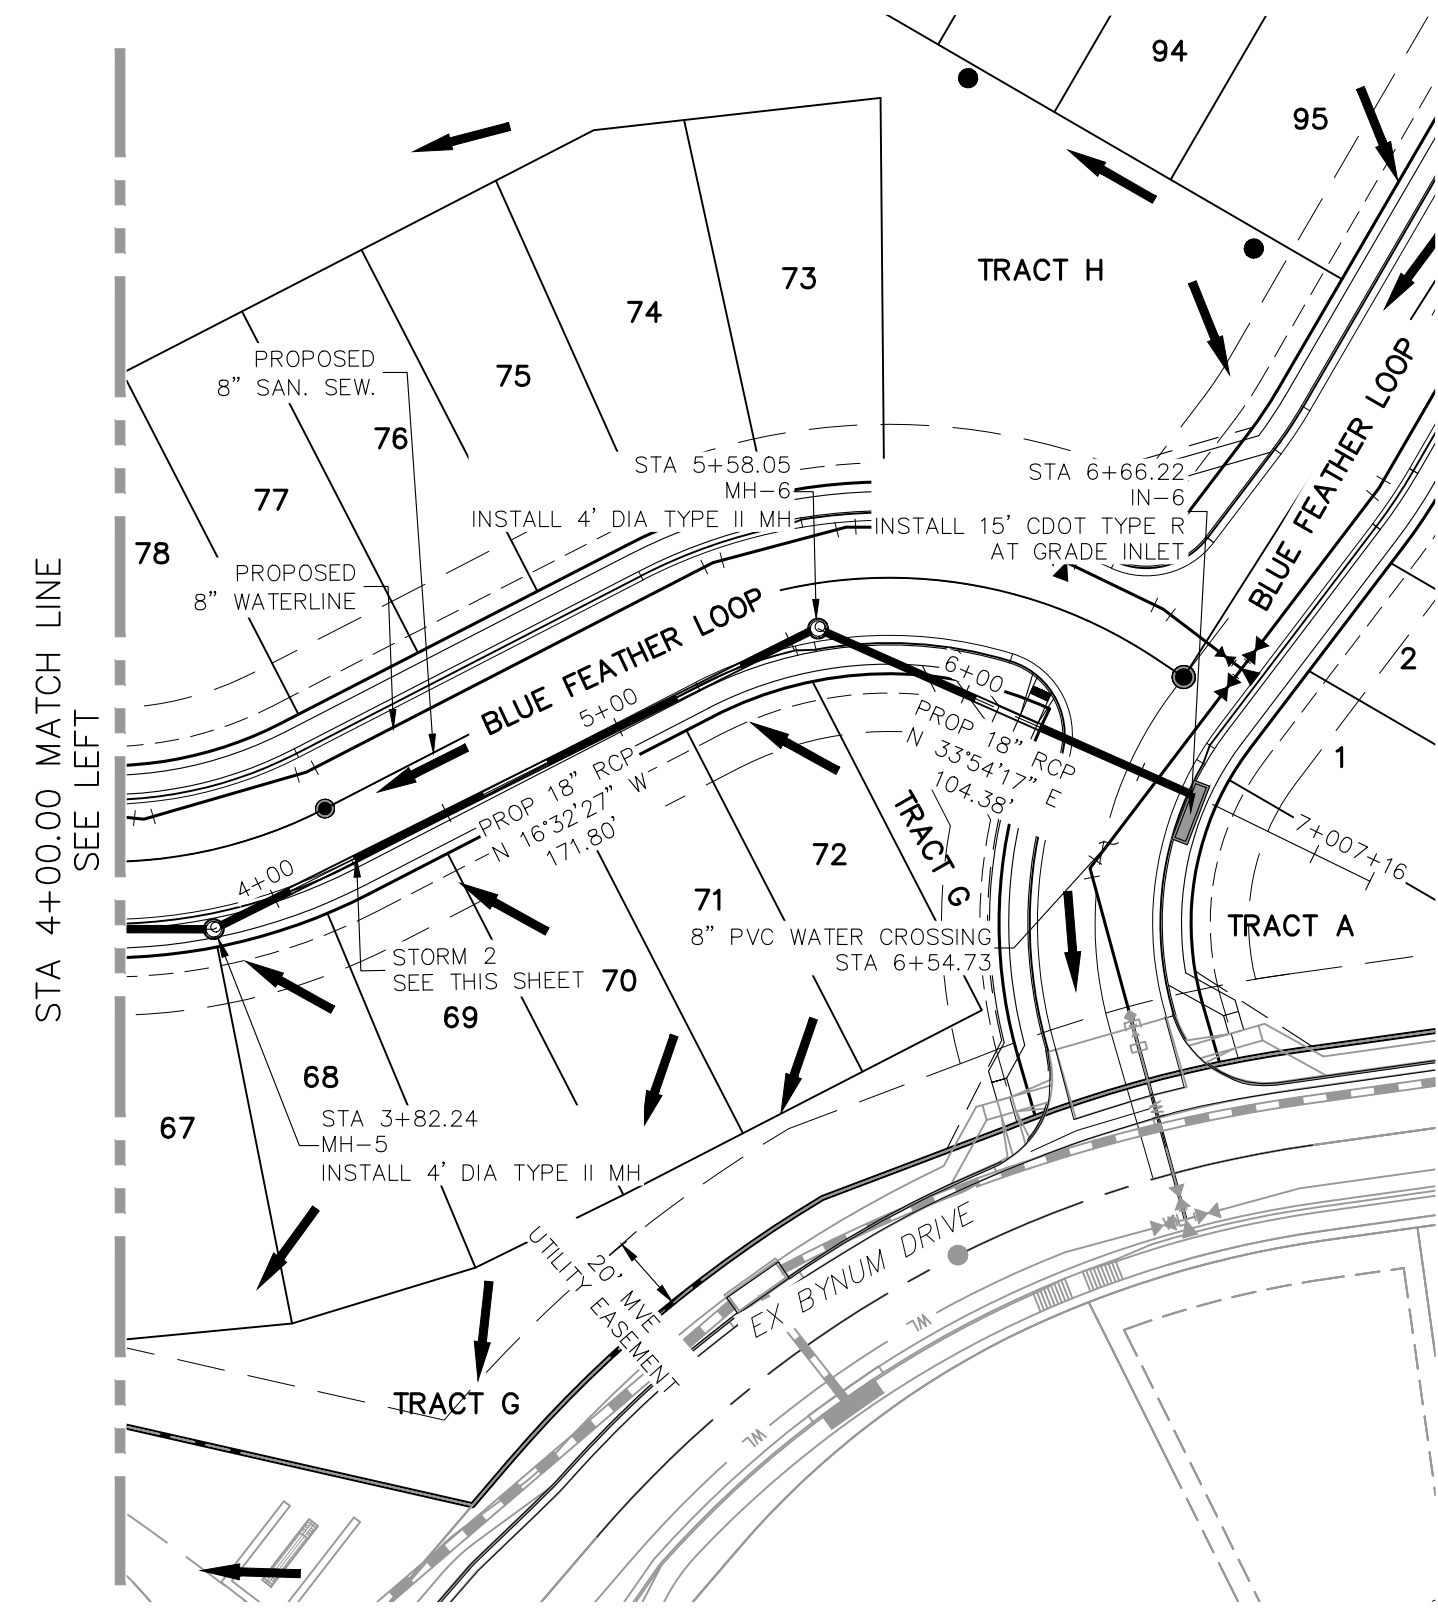 94
95
TRACT H
73
74
75
76
77
78
PROPOSED
8” SAN. SEW.
STA 5+58.05
MH-6
INSTALL 4' DIA TYPE II MH
STA 6+66.22
IN-6
INSTALL 15' CDOT TYPE R
AT GRADE INLET
BLUE FEATHER LOOP
PROPOSED
8” WATERLINE
BLUE FEATHER LOOP
STA 4+00.00 MATCH LINE
SEE LEFT
2
1
6+00
5+00
4+00
PROP 18” RCP
N 33°54'17” E
104.38'
PROP 18” RCP
N 16°32'27” W
171.80'
7+00
7+16
TRACT G
72
71
70
69
68
67
TRACT A
8” PVC WATER CROSSING
STA 6+54.73
STORM 2
SEE THIS SHEET
STA 3+82.24
MH-5
INSTALL 4' DIA TYPE II MH
20' MVE
UTILITY EASEMENT
EX BYNUM DRIVE
TRACT G
WL
WL